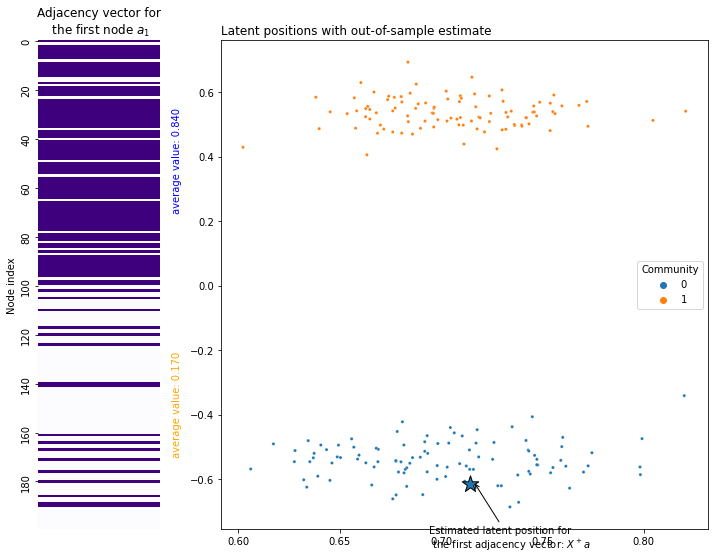 Adjacency vector for
the first node a₁
Latent positions with out-of-sample estimate
Node index
0
20
40
60
80
100
120
140
160
180
average value: 0.840
average value: 0.170
0.6
0.4
0.2
0.0
−0.2
−0.4
−0.6
Community
0
1
Estimated latent position for
the first adjacency vector: X⁺a
0.60
0.65
0.70
0.75
0.80